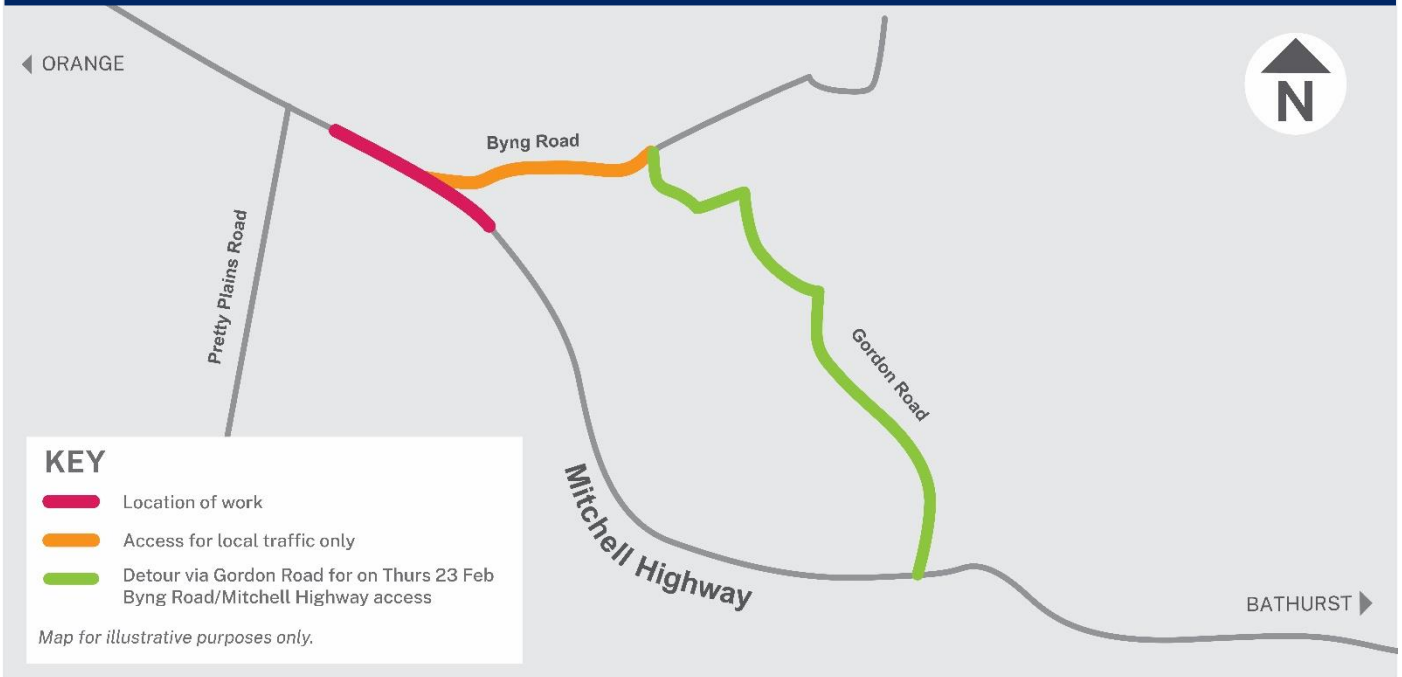 ORANGE
N
Byng Road
Pretty Plains Road
Gordon Road
Mitchell Highway
BATHURST
KEY
Location of work
Access for local traffic only
Detour via Gordon Road for on Thurs 23 Feb
Byng Road/Mitchell Highway access
Map for illustrative purposes only.